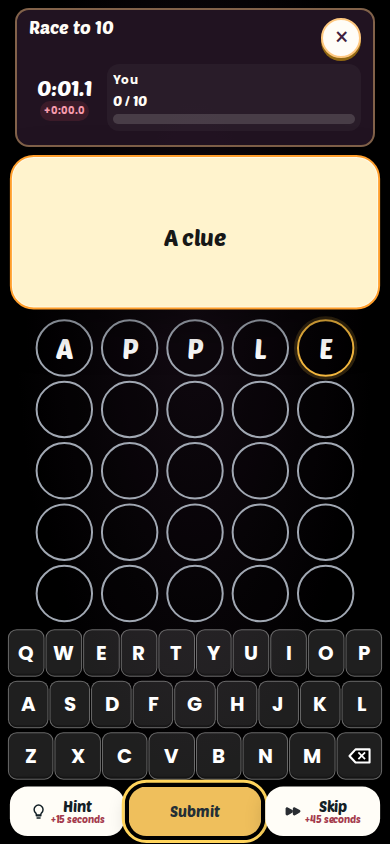 Race to 10
×
0:01.1
+0:00.0
You
0 / 10
A clue
A P P L E
Q W E R T Y U I O P
A S D F G H J K L
Z X C V B N M
Hint
+15 seconds
Submit
Skip
+45 seconds